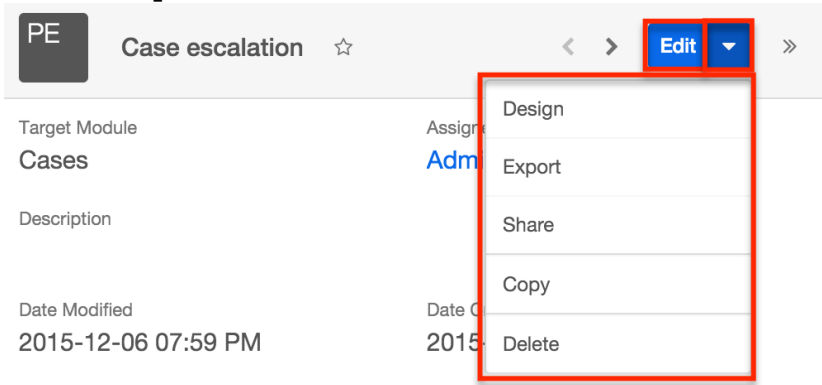 PE
Case escalation
Edit
Design
Target Module
Cases
Export
Share
Description
Copy
Date Modified
2015-12-06 07:59 PM
2015-
Delete